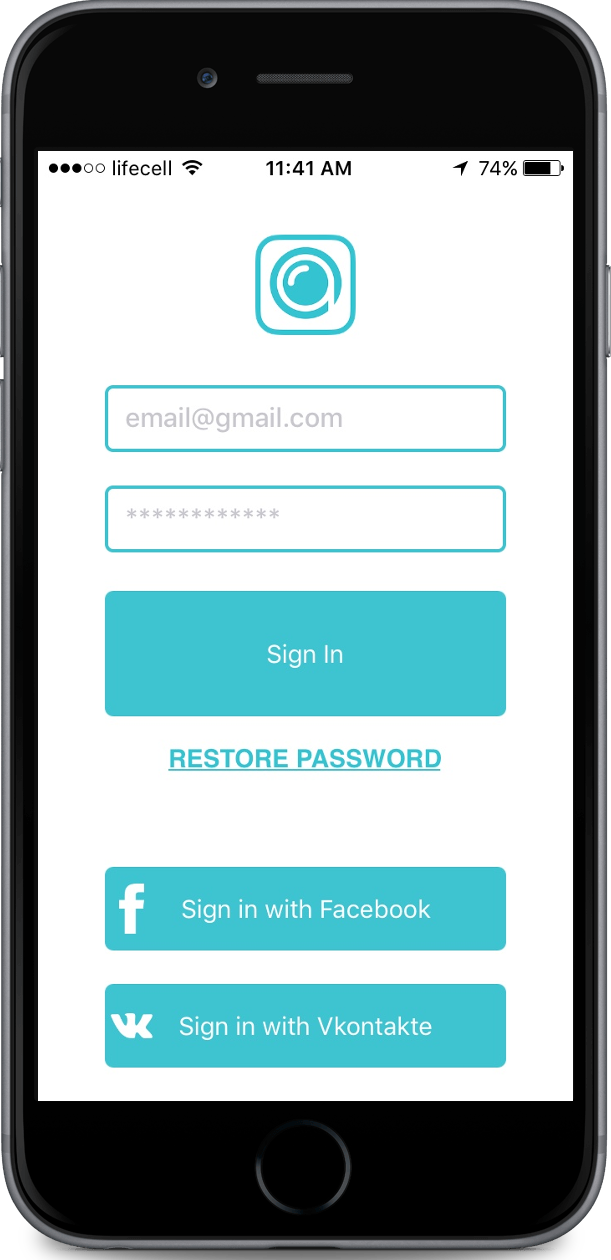 lifecell 11:41 AM 74%
email@gmail.com
************
Sign In
RESTORE PASSWORD
Sign in with Facebook
Sign in with Vkontakte